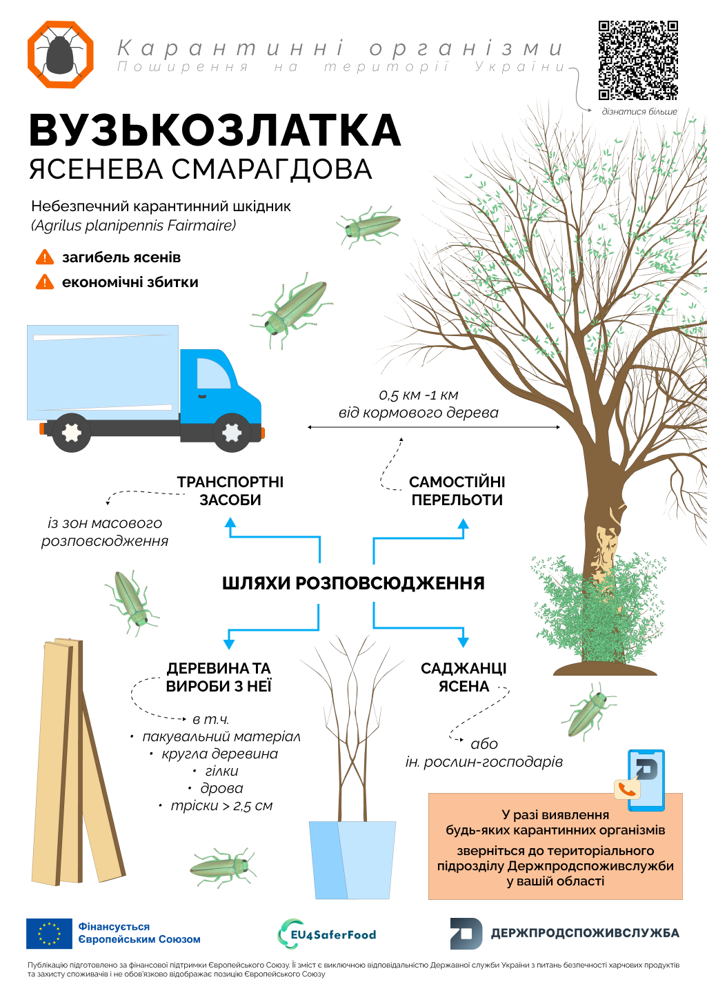 Карантинні організми
Поширення на території України
дізнатися більше
ВУЗЬКОЗЛАТКА
ЯСЕНЕВА СМАРАГДОВА
Небезпечний карантинний шкідник
(Agrilus planipennis Fairmaire)
загибель ясенів
економічні збитки
0,5 км -1 км
від кормового дерева
ТРАНСПОРТНІ
ЗАСОБИ
САМОСТІЙНІ
ПЕРЕЛЬОТИ
із зон масового
розповсюдження
ШЛЯХИ РОЗПОВСЮДЖЕННЯ
ДЕРЕВИНА ТА
ВИРОБИ З НЕЇ
САДЖАНЦІ
ЯСЕНА
в т.ч.
• пакувальний матеріал
• кругла деревина
• гілки
• дрова
• тріски > 2,5 см
або
ін. рослин-господарів
У разі виявлення
будь-яких карантинних організмів
зверніться до територіального
підрозділу Держпродспоживслужби
у вашій області
Фінансується
Європейським Союзом
EU4SaferFood
ДЕРЖПРОДСПОЖИВСЛУЖБА
Публікацію підготовлено за фінансової підтримки Європейського Союзу. Її зміст є виключною відповідальністю Державної служби України з питань безпечності харчових продуктів
та захисту споживачів і не обов'язково відображає позицію Європейського Союзу